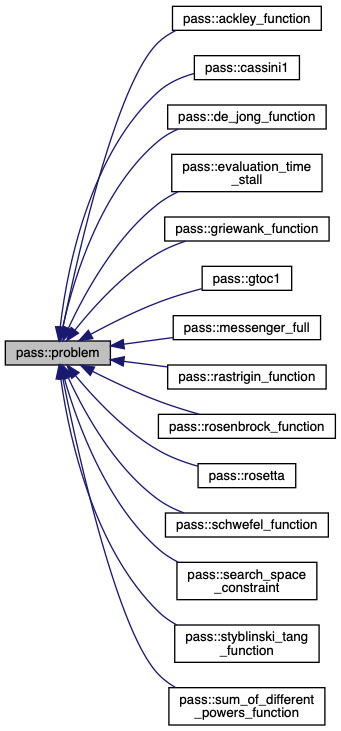 pass::ackley_function
pass::cassini1
pass::de_jong_function
pass::evaluation_time
_stall
pass::griewank_function
pass::gtoc1
pass::messenger_full
pass::problem
pass::rastrigin_function
pass::rosenbrock_function
pass::rosetta
pass::schwefel_function
pass::search_space
_constraint
pass::styblinski_tang
_function
pass::sum_of_different
_powers_function